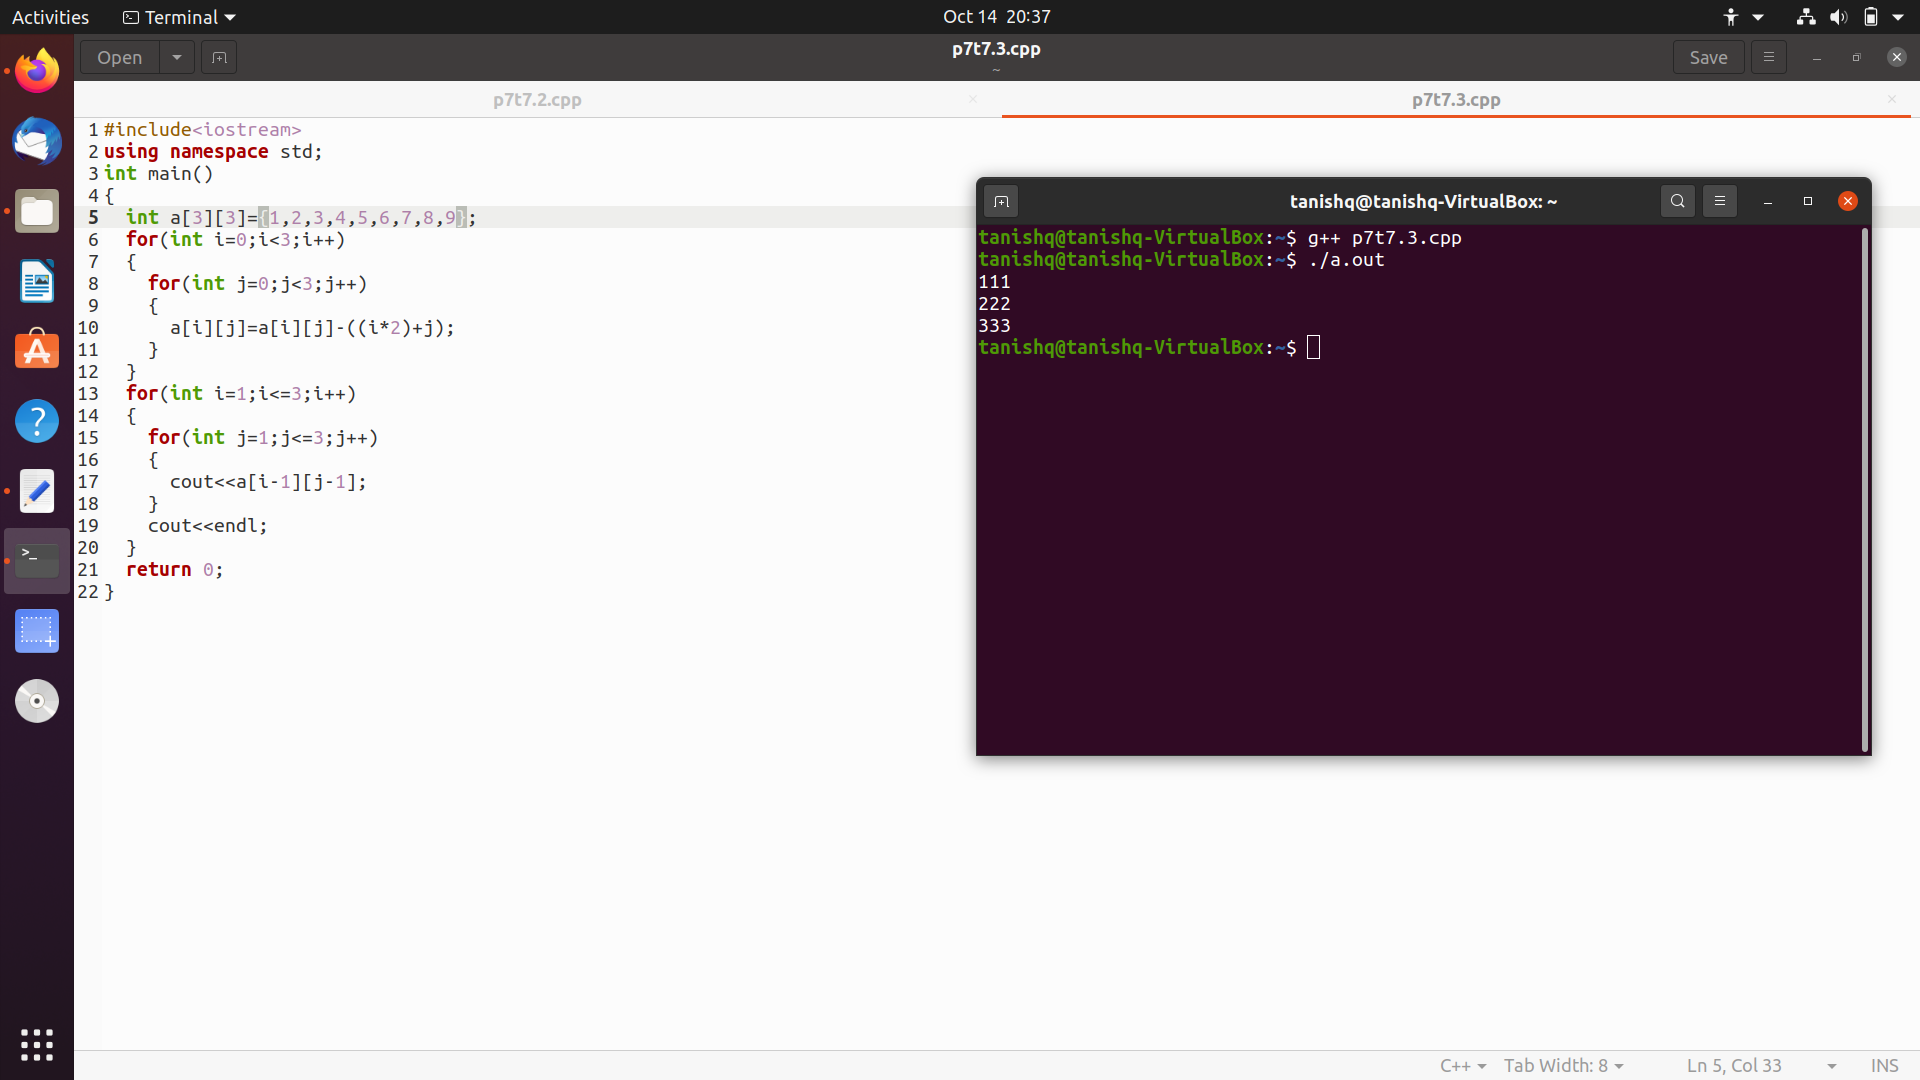 Activities
Terminal
Oct 14 20:37
Open
p7t7.3.cpp
~
Save
p7t7.2.cpp
p7t7.3.cpp
1 #include<iostream>
2 using namespace std;
3 int main()
4 {
5   int a[3][3]={1,2,3,4,5,6,7,8,9};
6   for(int i=0;i<3;i++)
7   {
8     for(int j=0;j<3;j++)
9     {
10       a[i][j]=a[i][j]-((i*2)+j);
11     }
12   }
13   for(int i=1;i<=3;i++)
14   {
15     for(int j=1;j<=3;j++)
16     {
17       cout<<a[i-1][j-1];
18     }
19     cout<<endl;
20   }
21   return 0;
22 }
tanishq@tanishq-VirtualBox: ~
tanishq@tanishq-VirtualBox:~$ g++ p7t7.3.cpp
tanishq@tanishq-VirtualBox:~$ ./a.out
111
222
333
tanishq@tanishq-VirtualBox:~$
C++
Tab Width: 8
Ln 5, Col 33
INS